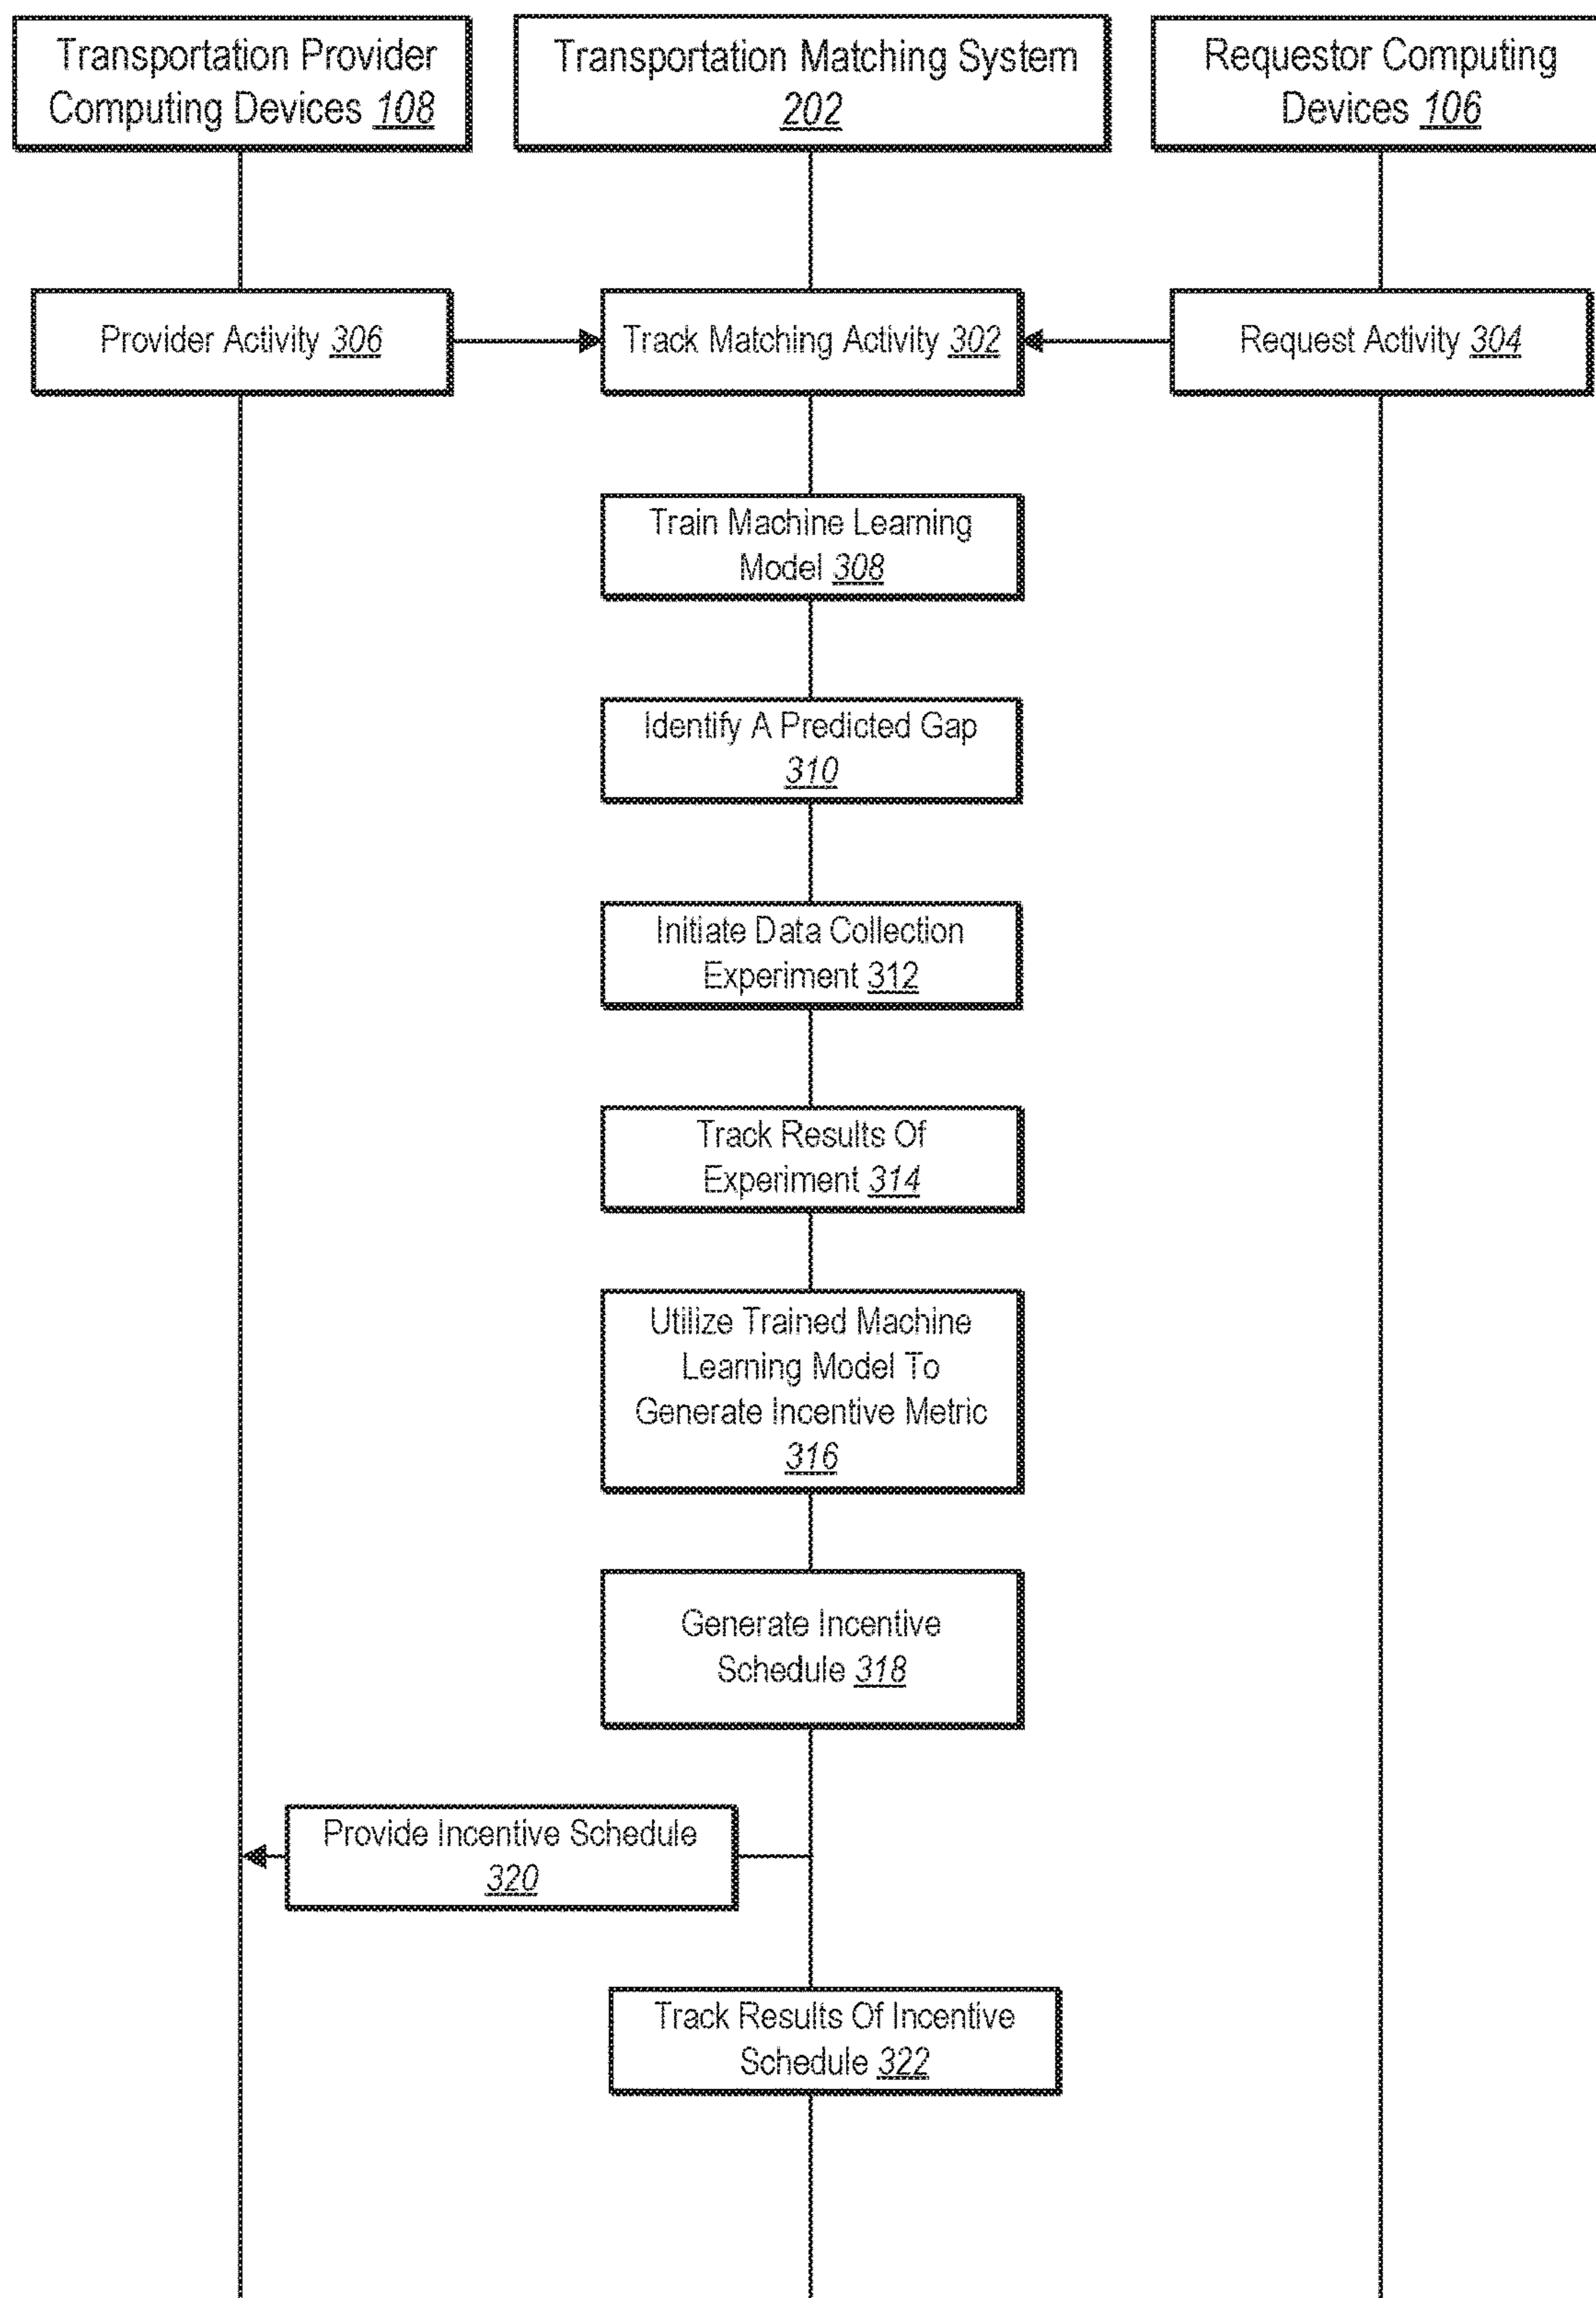 Transportation Provider
Computing Devices 108
Transportation Matching System
202
Requestor Computing
Devices 106
Provider Activity 306
Track Matching Activity 302
Request Activity 304
Train Machine Learning
Model 308
Identify A Predicted Gap
310
Initiate Data Collection
Experiment 312
Track Results Of
Experiment 314
Utilize Trained Machine
Learning Model To
Generate Incentive Metric
316
Generate Incentive
Schedule 318
Provide Incentive Schedule
320
Track Results Of Incentive
Schedule 322